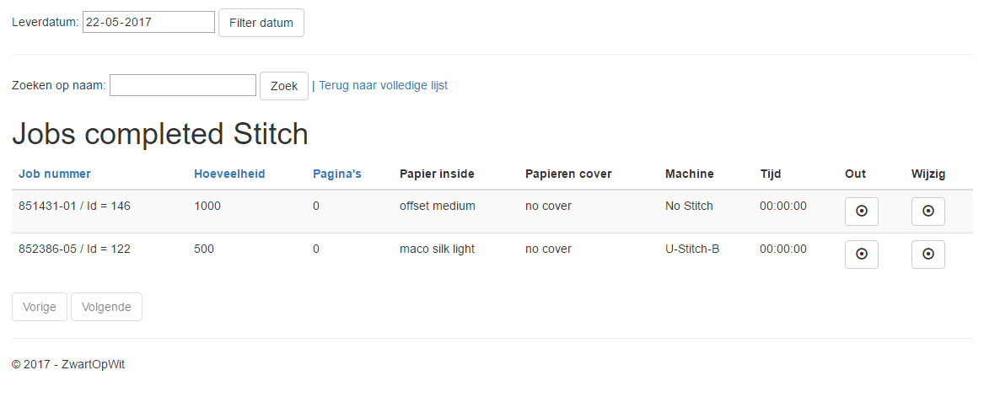 Leverdatum: 22-05-2017 Filter datum
Zoeken op naam: Zoek | Terug naar volledige lijst
Jobs completed Stitch
Job nummer Hoeveelheid Pagina's Papier inside Papieren cover Machine Tijd Out Wijzig
851431-01 / Id = 146 1000 0 offset medium no cover No Stitch 00:00:00
852386-05 / Id = 122 500 0 maco silk light no cover U-Stitch-B 00:00:00
Vorige Volgende
© 2017 - ZwartOpWit